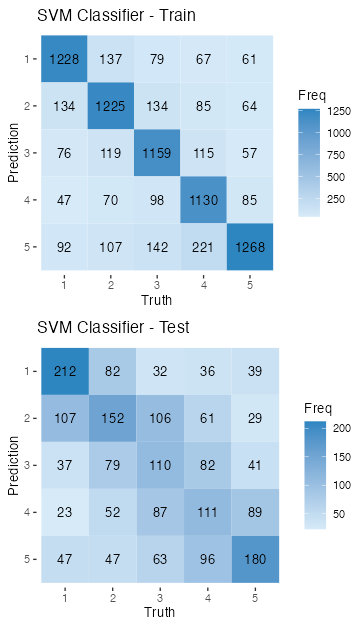 SVM Classifier - Train
Prediction
1 1228 137 79 67 61
2 134 1225 134 85 64
3 76 119 1159 115 57
4 47 70 98 1130 85
5 92 107 142 221 1268
1 2 3 4 5
Truth
Freq
1250
1000
750
500
250
SVM Classifier - Test
Prediction
1 212 82 32 36 39
2 107 152 106 61 29
3 37 79 110 82 41
4 23 52 87 111 89
5 47 47 63 96 180
1 2 3 4 5
Truth
Freq
200
150
100
50